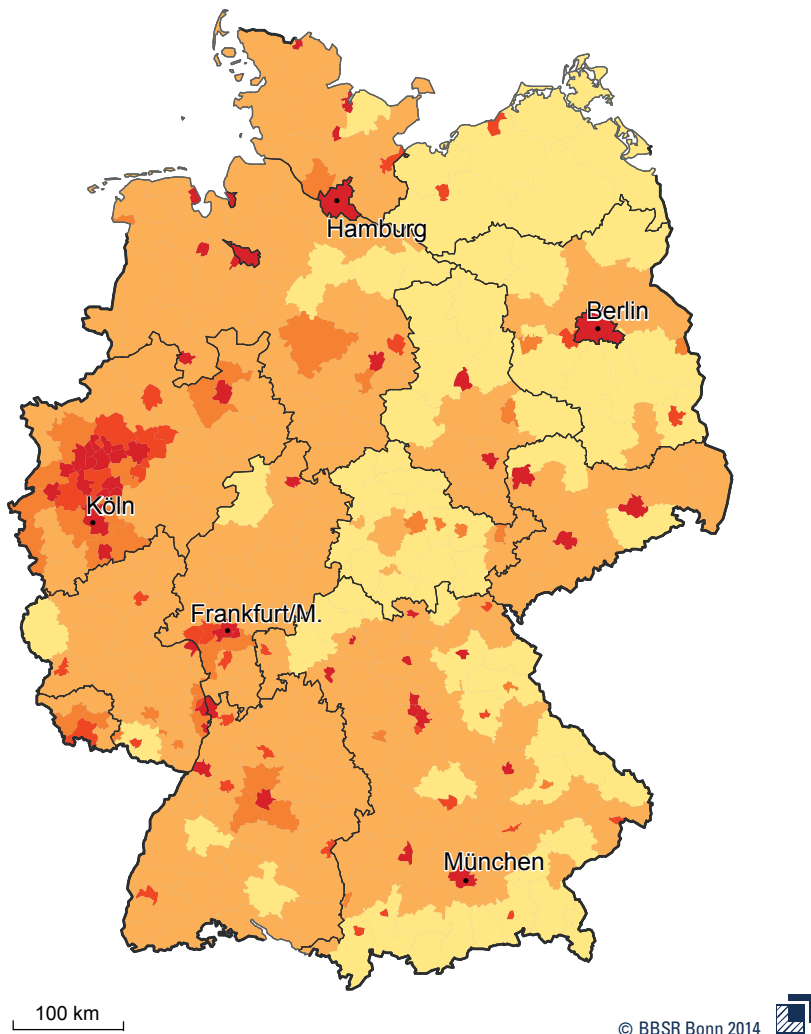 Hamburg
Berlin
Köln
Frankfurt/M.
München
100 km
© BBSR Bonn 2014